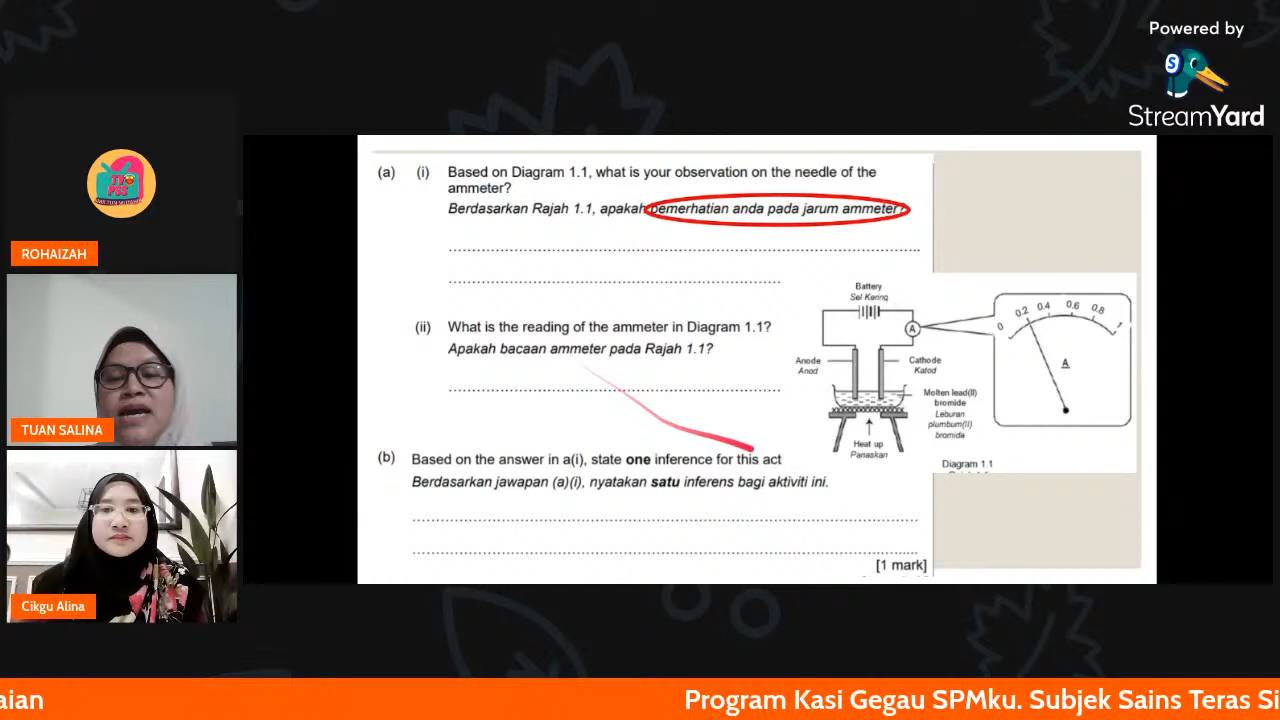 Powered by
StreamYard
ROHAIZAH
TUAN SALINA
Cikgu Alina
(a) (i) Based on Diagram 1.1, what is your observation on the needle of the
ammeter?
Berdasarkan Rajah 1.1, apakah pemerhatian anda pada jarum ammeter?
(ii) What is the reading of the ammeter in Diagram 1.1?
Apakah bacaan ammeter pada Rajah 1.1?
(b) Based on the answer in a(i), state one inference for this act
Berdasarkan jawapan (a)(i), nyatakan satu inferens bagi aktiviti ini.
[1 mark]
Battery
Sel Kering
A
Anode
Anod
Cathode
Katod
Molten lead(II)
bromide
Leburan
plumbum(II)
bromida
Heat up
Panaskan
0 0.2 0.4 0.6 0.8 1
A
Diagram 1.1
aian
Program Kasi Gegau SPMku. Subjek Sains Teras Si